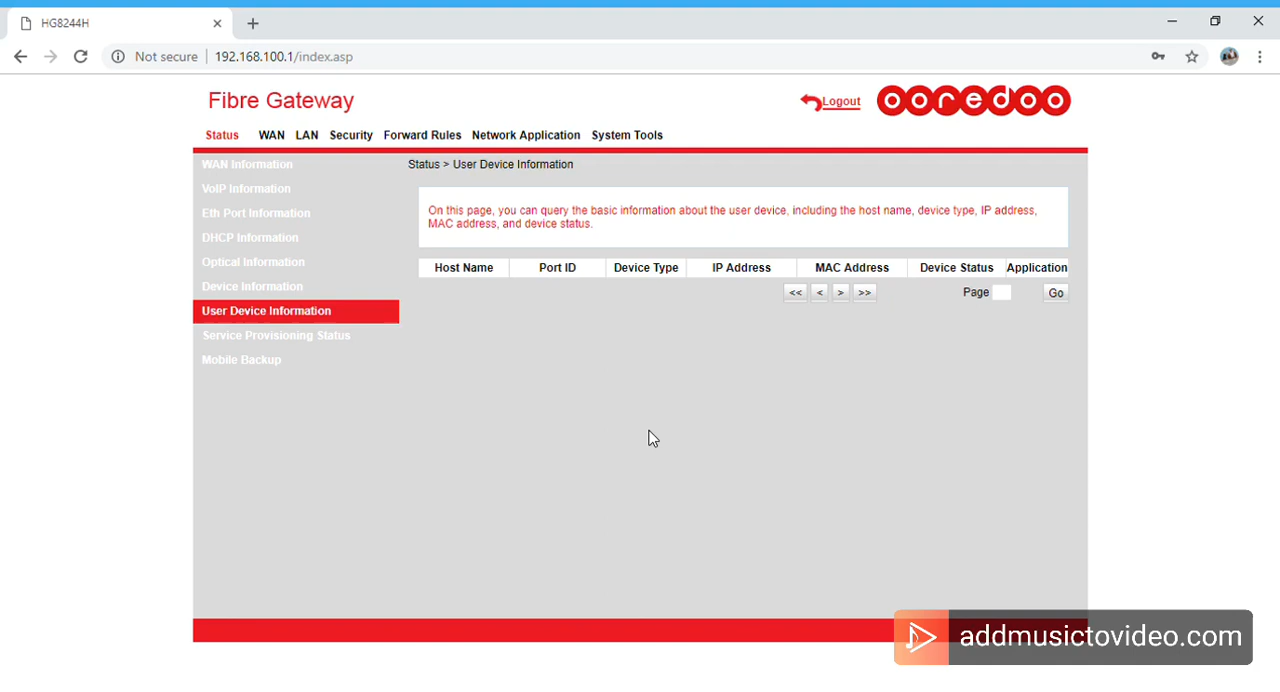 HG8244H
Not secure
192.168.100.1/index.asp
Fibre Gateway
Logout
ooredoo
Status WAN LAN Security Forward Rules Network Application System Tools
WAN Information
VoIP Information
Eth Port Information
DHCP Information
Optical Information
Device Information
User Device Information
Service Provisioning Status
Mobile Backup
Status > User Device Information
On this page, you can query the basic information about the user device, including the host name, device type, IP address,
MAC address, and device status.
Host Name Port ID Device Type IP Address MAC Address Device Status Application
<< < > >> Page Go
addmusictovideo.com